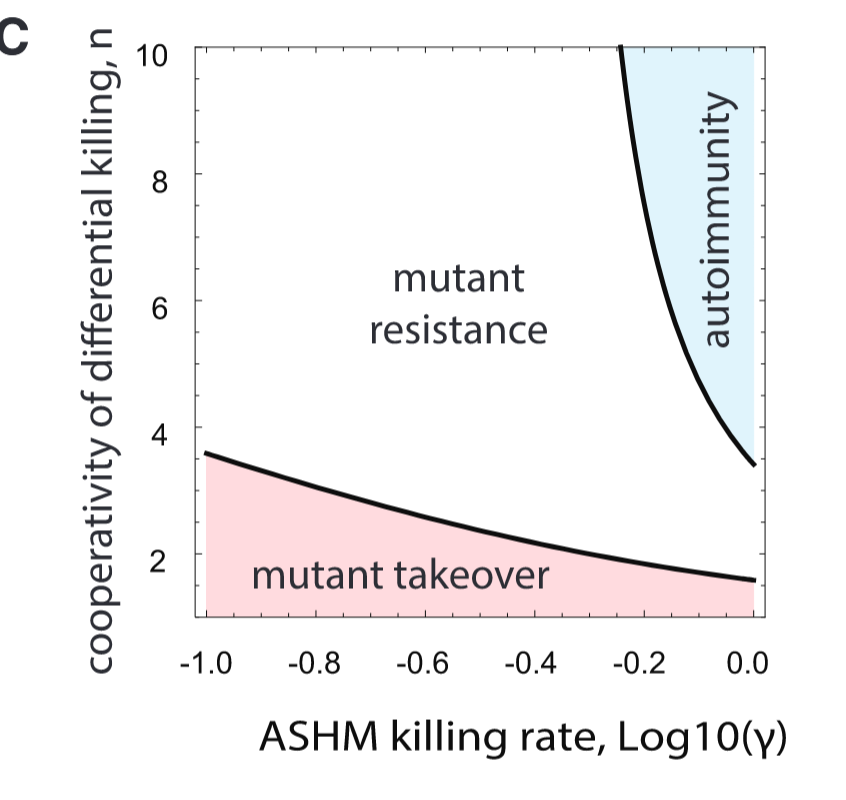 C
cooperativity of differential killing, n
10
8
6
4
2
mutant
resistance
autoimmunity
mutant takeover
-1.0 -0.8 -0.6 -0.4 -0.2 0.0
ASHM killing rate, Log10(γ)